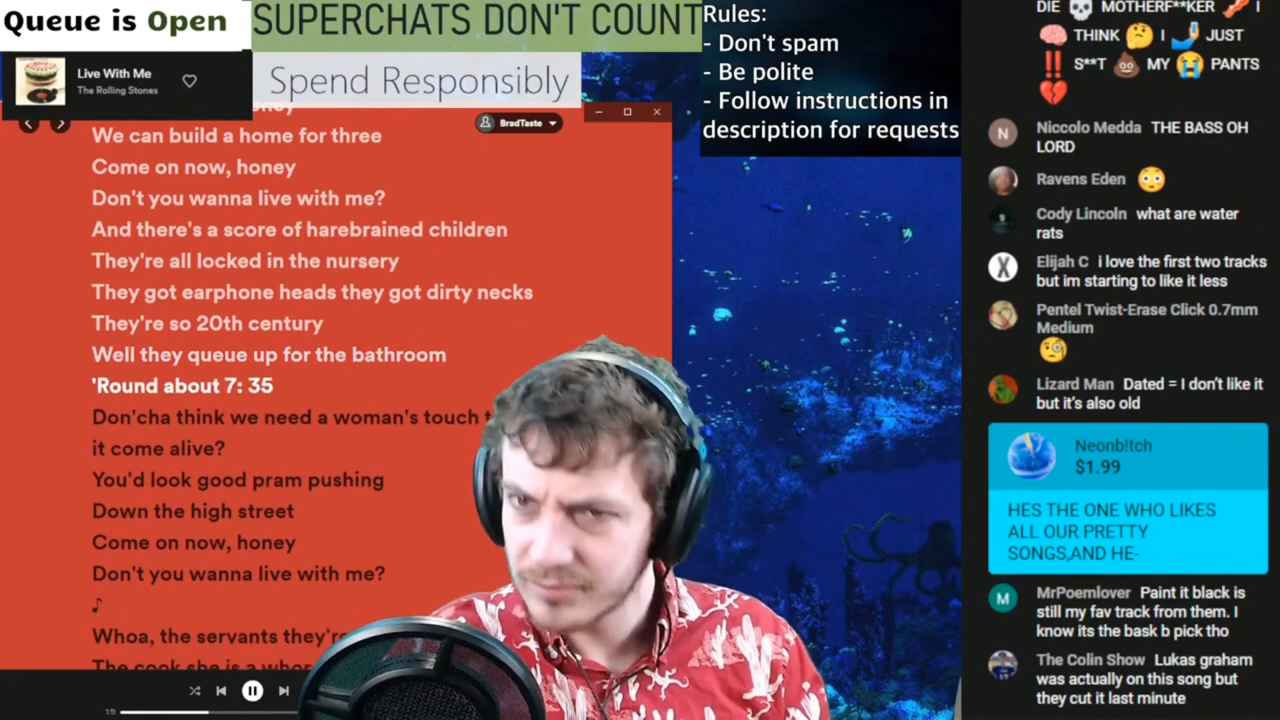 Queue is Open
SUPERCHATS DON'T COUNT
Spend Responsibly
Live With Me
The Rolling Stones
Rules:
- Don't spam
- Be polite
- Follow instructions in
description for requests
BradTaste
We can build a home for three
Come on now, honey
Don't you wanna live with me?
And there's a score of harebrained children
They're all locked in the nursery
They got earphone heads they got dirty necks
They're so 20th century
Well they queue up for the bathroom
'Round about 7: 35
Don'cha think we need a woman's touch
it come alive?
You'd look good pram pushing
Down the high street
Come on now, honey
Don't you wanna live with me?
♪
Whoa, the servants they're
The cook she is a whor
DIE 💀 MOTHERF**KER 🥓 I
🧠 THINK 🤔 I 🤳 JUST
‼️ S**T 💩 MY 😭 PANTS
💔
N
Niccolo Medda THE BASS OH
LORD
Ravens Eden 😳
Cody Lincoln what are water
rats
Elijah C i love the first two tracks
but im starting to like it less
Pentel Twist-Erase Click 0.7mm
Medium
🧐
Lizard Man Dated = I don't like it
but it's also old
Neonb!tch
$1.99
HES THE ONE WHO LIKES
ALL OUR PRETTY
SONGS,AND HE-
M
MrPoemlover Paint it black is
still my fav track from them. I
know its the bask b pick tho
The Colin Show Lukas graham
was actually on this song but
they cut it last minute